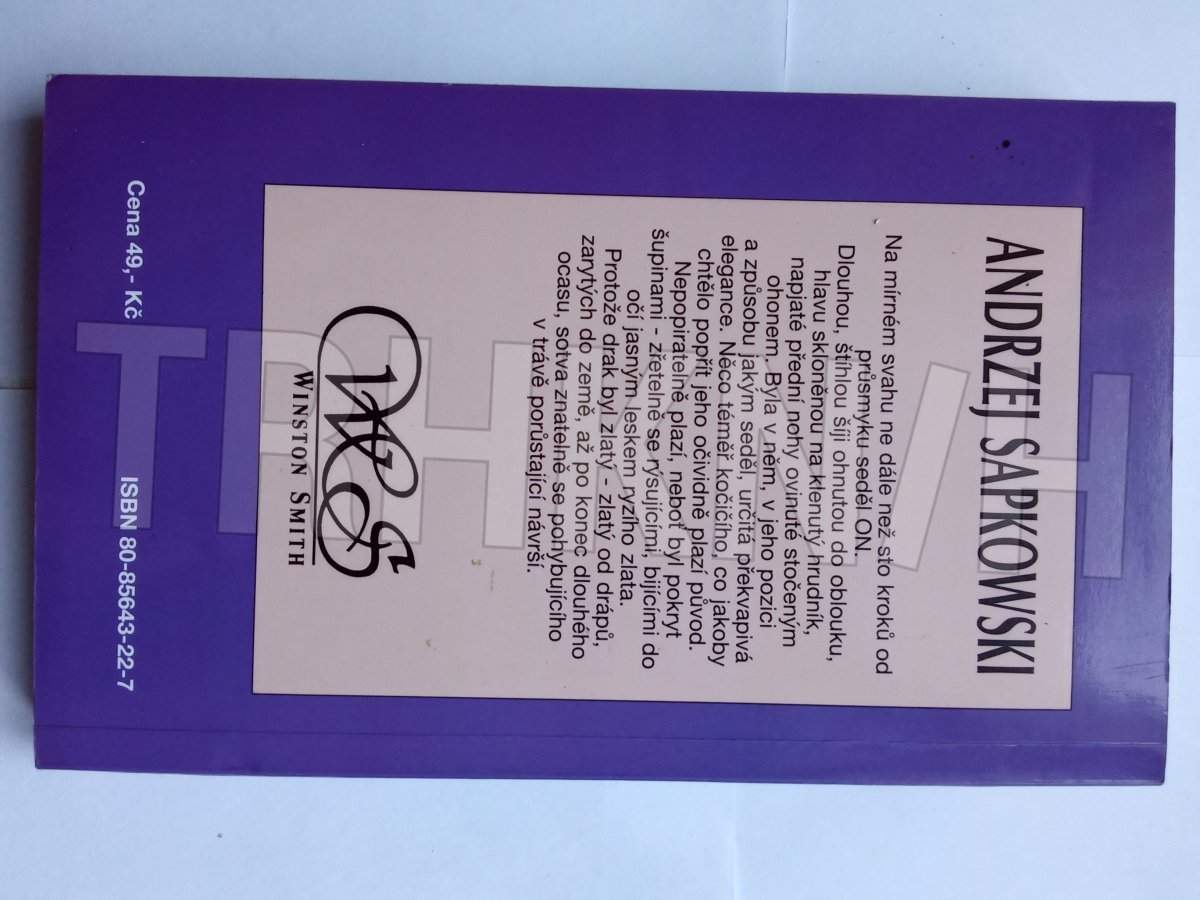 ANDRZEJ SAPKOWSKI
Na mírném svahu ne dále než sto kroků od
průsmyku seděl ON.
Dlouhou, štíhlou šíji ohnutou do oblouku,
hlavu skloněnou na klenutý hrudník,
napjaté přední nohy ovinuté stočeným
ohonem. Byla v něm, v jeho pozici
a způsobu jakým seděl, určitá překvapivá
elegance. Něco téměř kočičího, co jakoby
chtělo popřít jeho očividně plazí původ.
Nepopiratelně plazí, neboť byl pokryt
šupinami - zřetelně se rýsujícími, bijícími do
očí jasným leskem ryzího zlata.
Protože drak byl zlatý - zlatý od drápů,
zarytých do země, až po konec dlouhého
ocasu, sotva znatelně se pohybujícího
v trávě porůstající návrší.
WS
WINSTON SMITH
Cena 49,- Kč
ISBN 80-85643-22-7
TRHKNIH